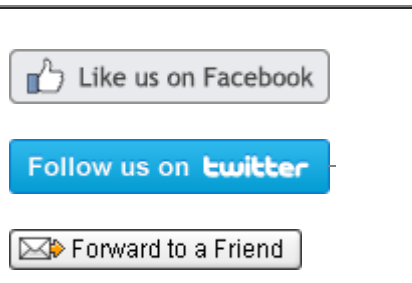 Like us on Facebook
Follow us on twitter
Forward to a Friend